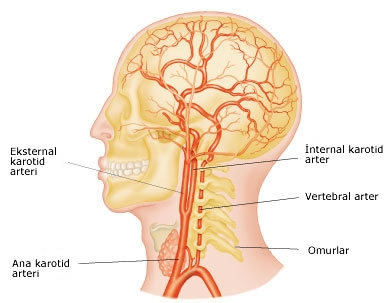 Eksternal
karotid
arteri
Ana karotid
arteri
İnternal karotid
arter
Vertebral arter
Omurlar